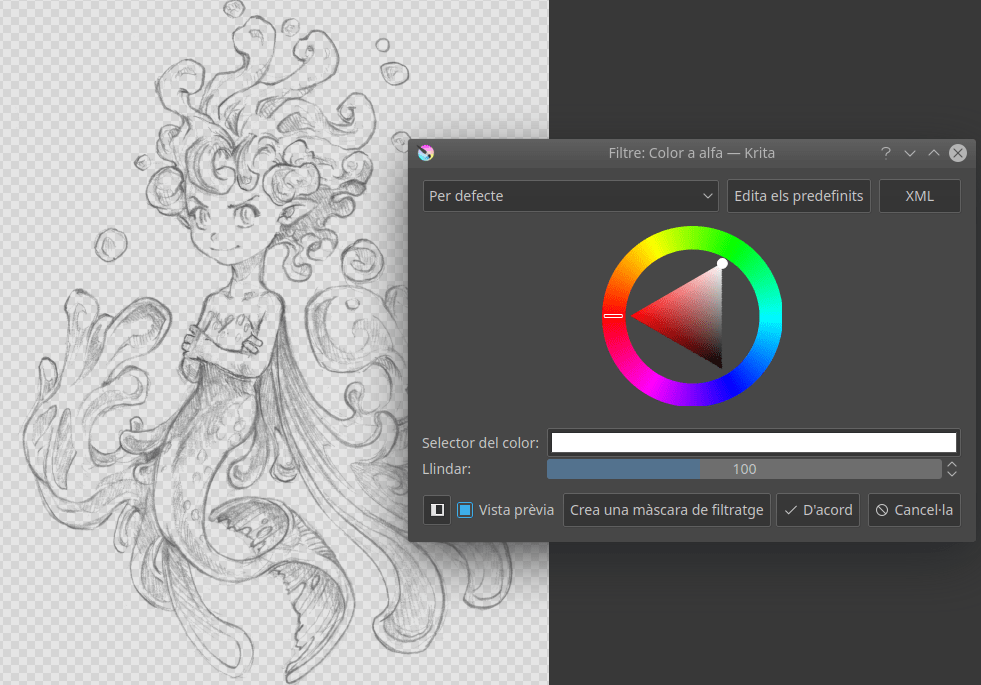 Filtre: Color a alfa — Krita
Per defecte
Edita els predefinits
XML
Selector del color:
Llindar:
100
Vista prèvia
Crea una màscara de filtratge
D'acord
Cancel·la